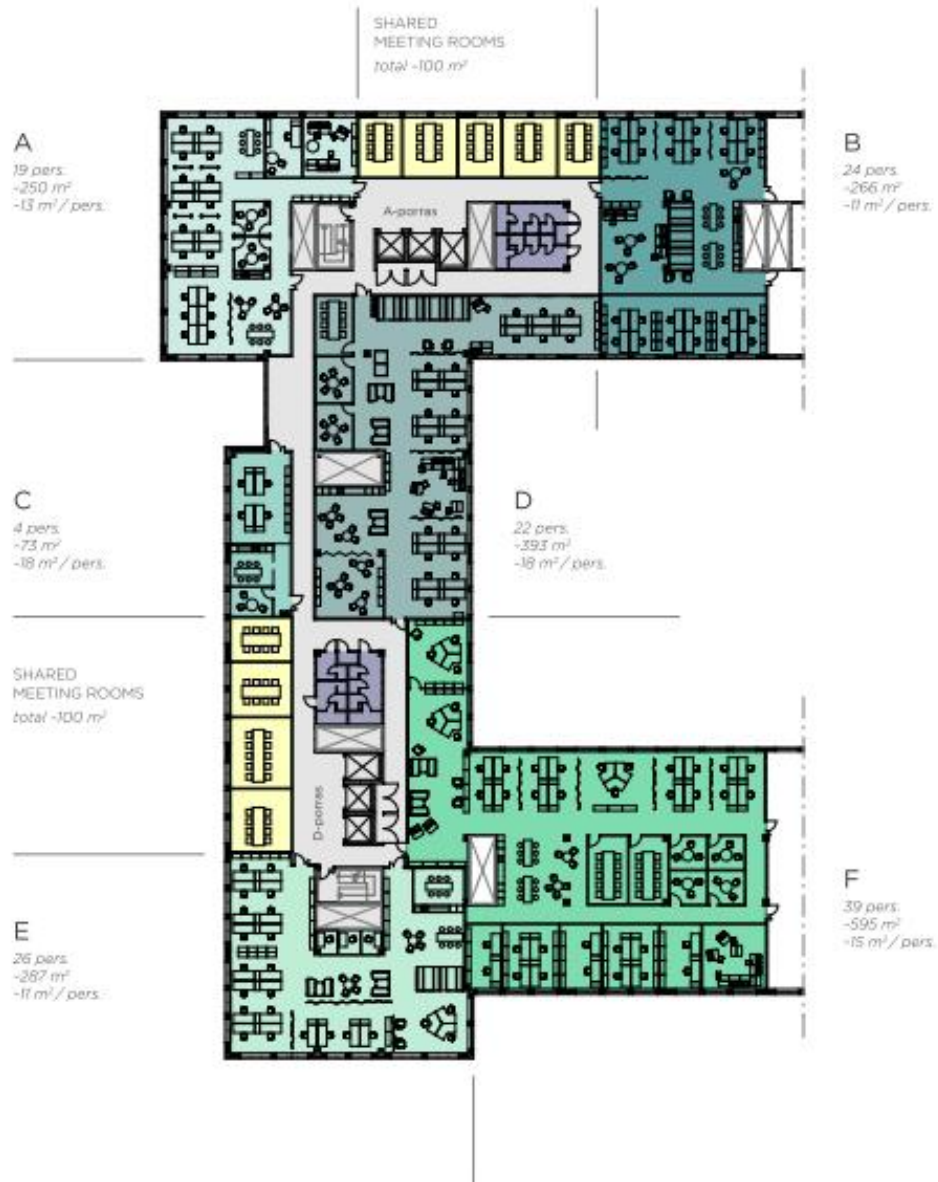 SHARED
MEETING ROOMS
total ~100 m²
A
19 pers.
~250 m²
~13 m² / pers.
B
24 pers.
~266 m²
~11 m² / pers.
A-porras
C
4 pers.
~73 m²
~18 m² / pers.
D
22 pers.
~393 m²
~18 m² / pers.
SHARED
MEETING ROOMS
total ~100 m²
D-porras
E
26 pers.
~287 m²
~11 m² / pers.
F
39 pers.
~595 m²
~15 m² / pers.